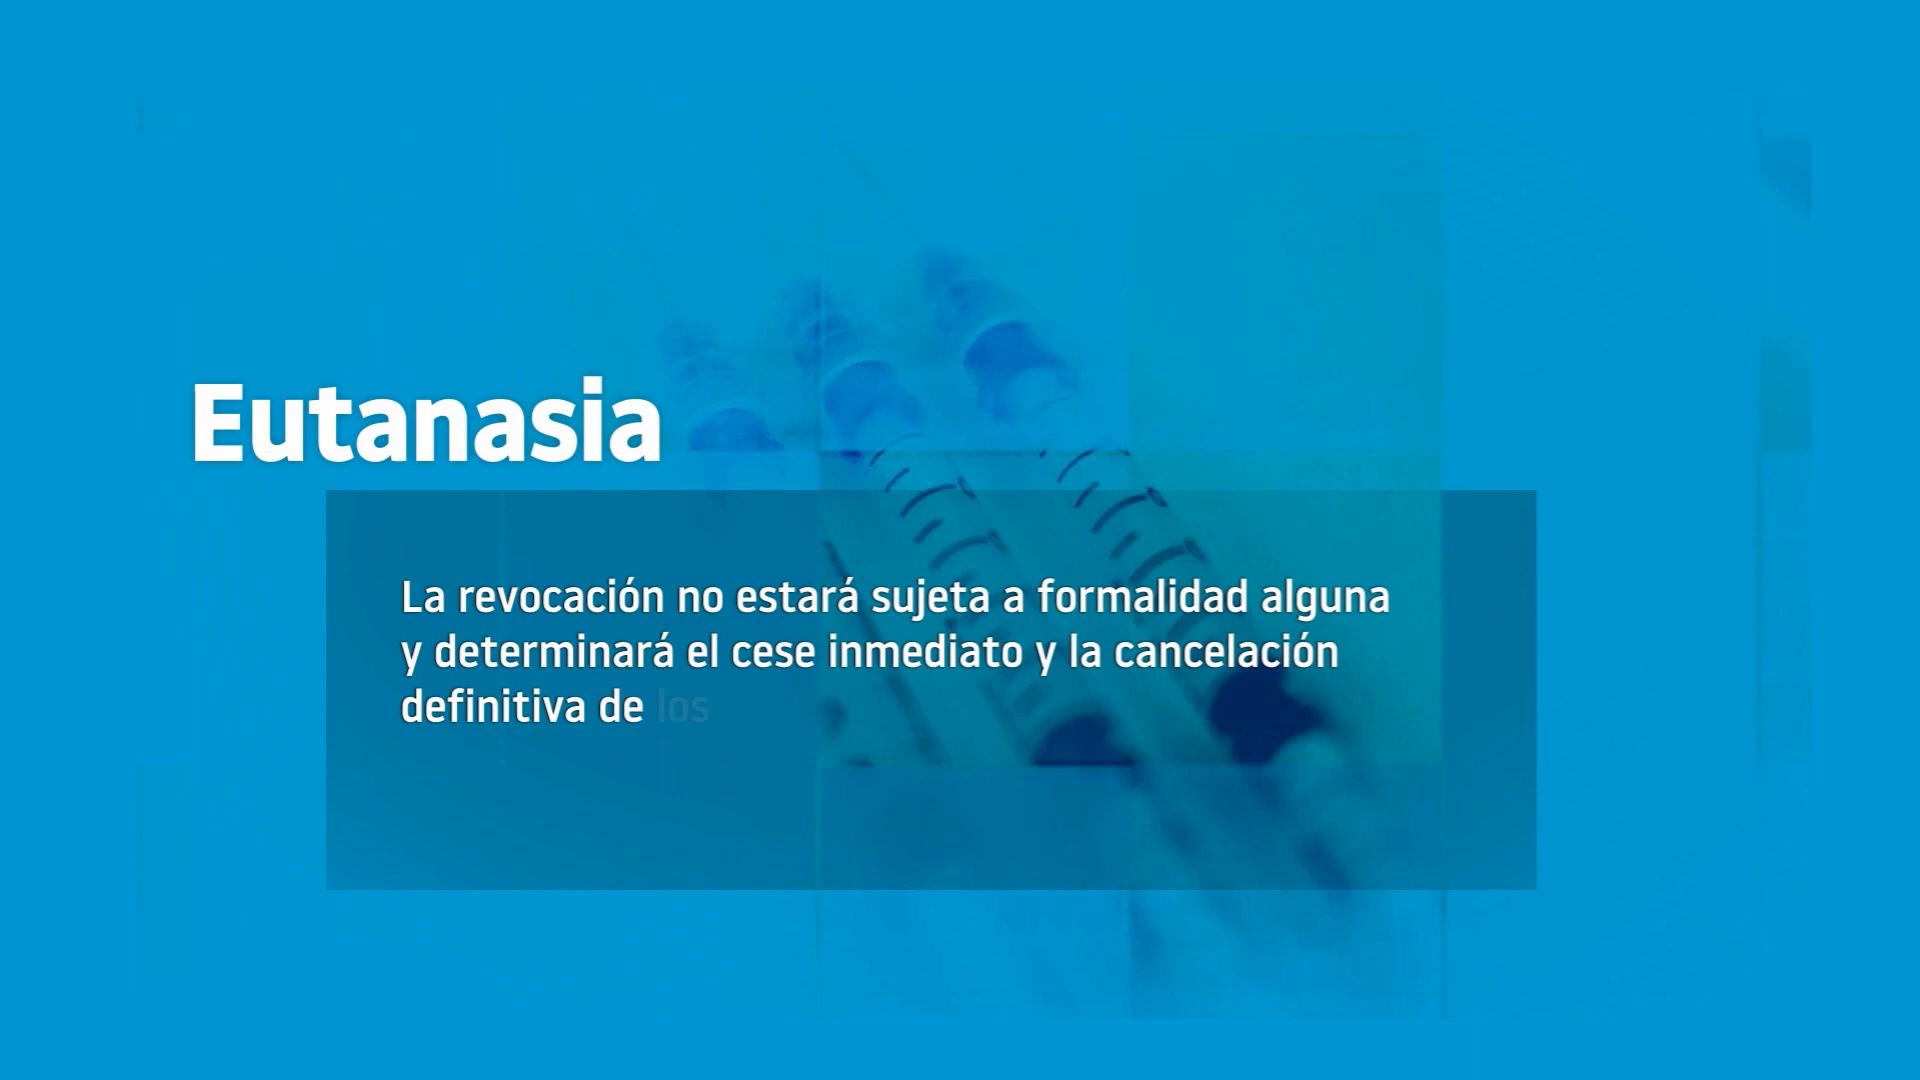 Eutanasia
La revocación no estará sujeta a formalidad alguna
y determinará el cese inmediato y la cancelación
definitiva de los